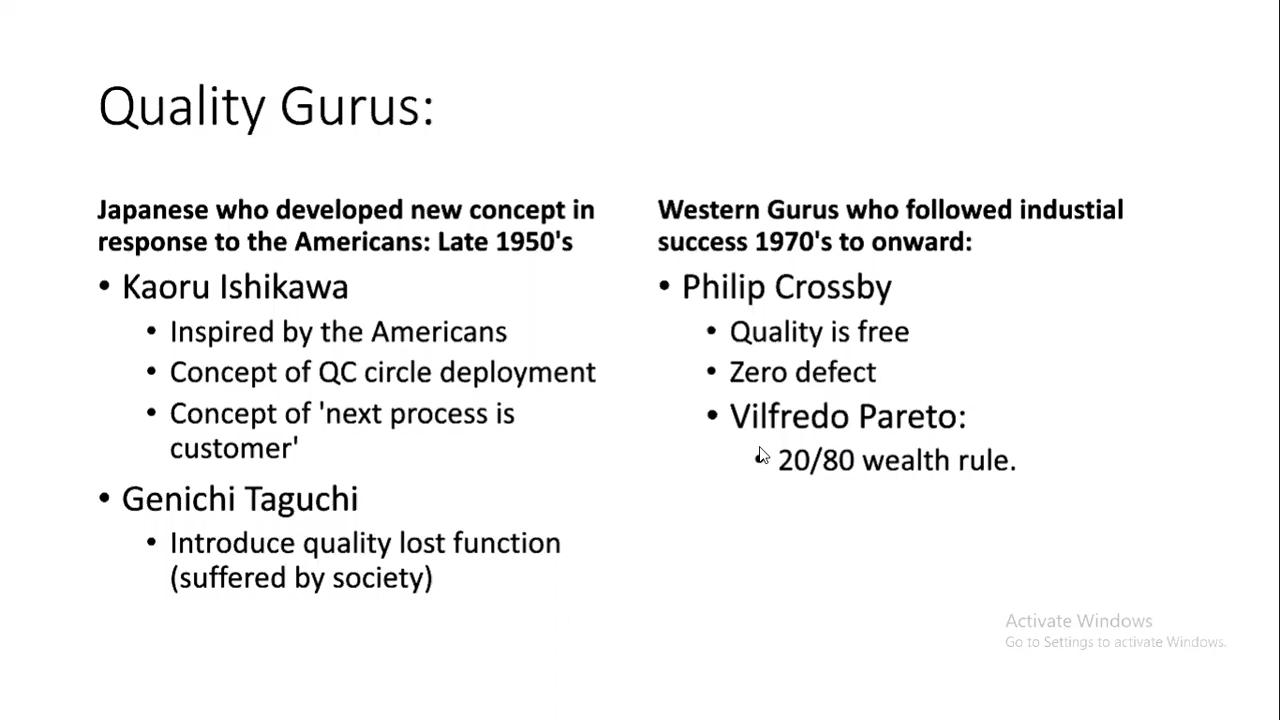 Quality Gurus:
Japanese who developed new concept in
response to the Americans: Late 1950's
• Kaoru Ishikawa
• Inspired by the Americans
• Concept of QC circle deployment
• Concept of 'next process is
customer'
• Genichi Taguchi
• Introduce quality lost function
(suffered by society)
Western Gurus who followed industial
success 1970's to onward:
• Philip Crossby
• Quality is free
• Zero defect
• Vilfredo Pareto:
• 20/80 wealth rule.
Activate Windows
Go to Settings to activate Windows.